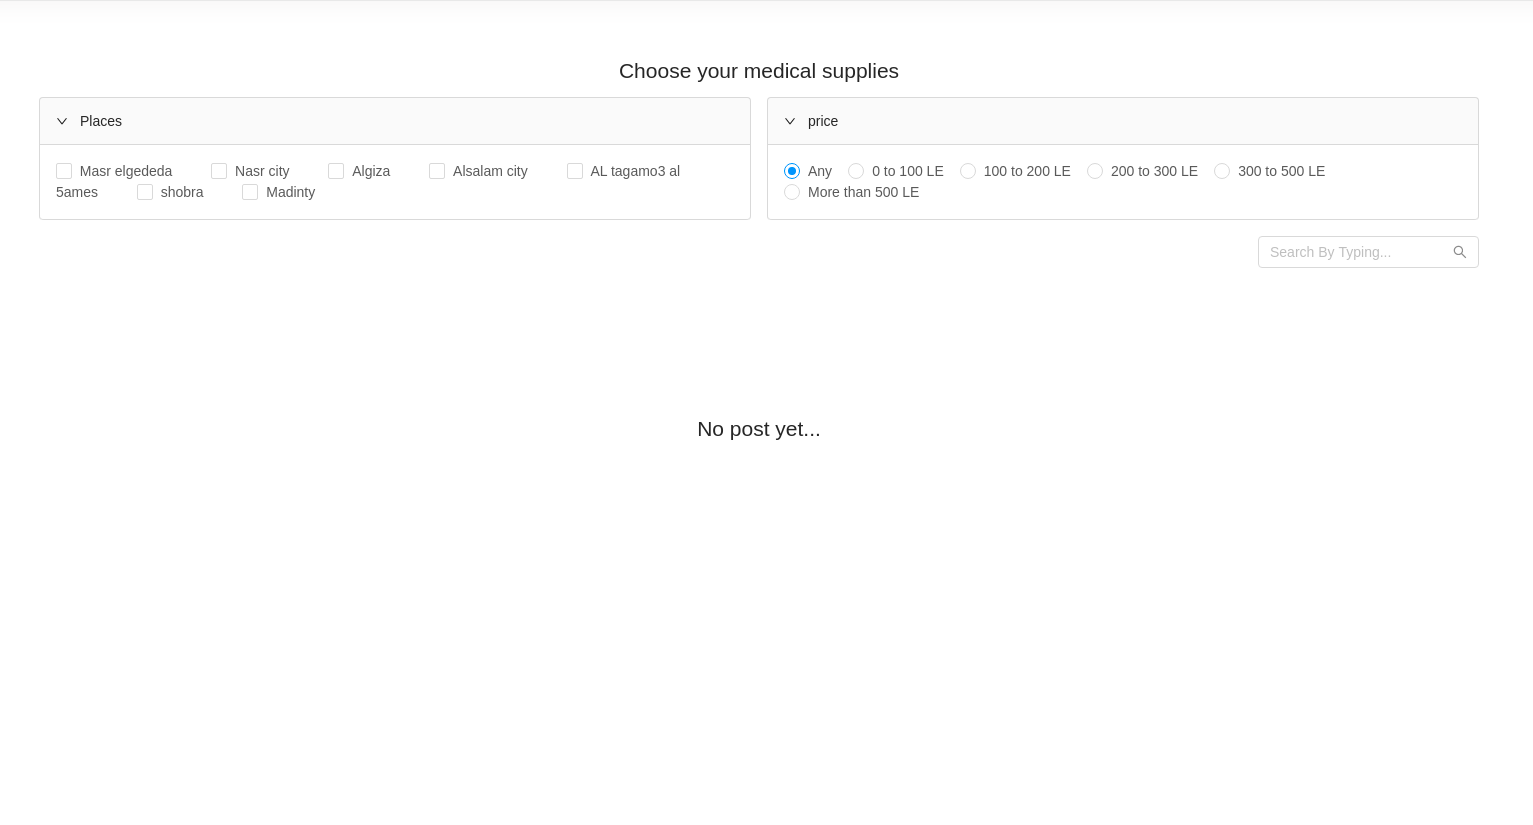 Choose your medical supplies
Places
Masr elgededa Nasr city Algiza Alsalam city AL tagamo3 al
5ames shobra Madinty
price
Any 0 to 100 LE 100 to 200 LE 200 to 300 LE 300 to 500 LE
More than 500 LE
Search By Typing...
No post yet...